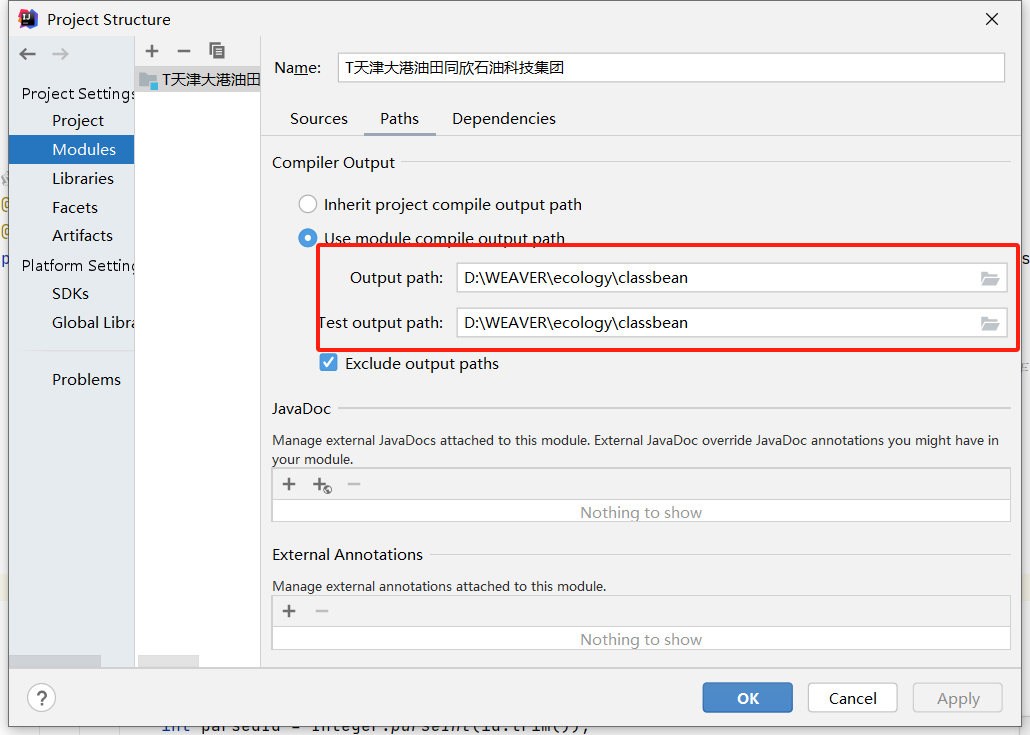 Project Structure
Project Settings
Project
Modules
Libraries
Facets
Artifacts
Platform Setting
SDKs
Global Libra
Problems
T天津大港油田
Name: T天津大港油田同欣石油科技集团
Sources Paths Dependencies
Compiler Output
Inherit project compile output path
Use module compile output path
Output path: D:\WEAVER\ecology\classbean
Test output path: D:\WEAVER\ecology\classbean
Exclude output paths
JavaDoc
Manage external JavaDocs attached to this module. External JavaDoc override JavaDoc annotations you might have in
your module.
Nothing to show
External Annotations
Manage external annotations attached to this module.
Nothing to show
? OK Cancel Apply
int parsedId = Integer.parseInt(id.trim());